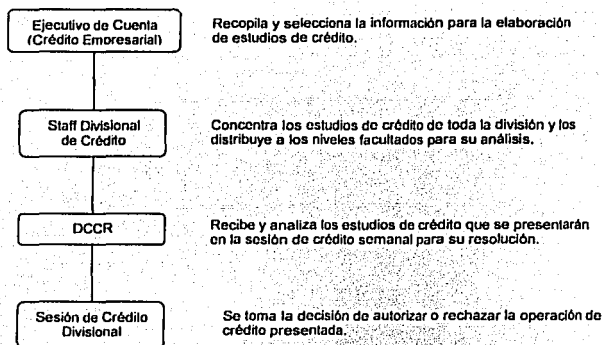 Ejecutivo de Cuenta
(Crédito Empresarial)
Recopila y selecciona la información para la elaboración
de estudios de crédito.
Staff Divisional
de Crédito
Concentra los estudios de crédito de toda la división y los
distribuye a los niveles facultados para su análisis.
DCCR
Recibe y analiza los estudios de crédito que se presentarán
en la sesión de crédito semanal para su resolución.
Sesión de Crédito
Divisional
Se toma la decisión de autorizar o rechazar la operación de
crédito presentada.